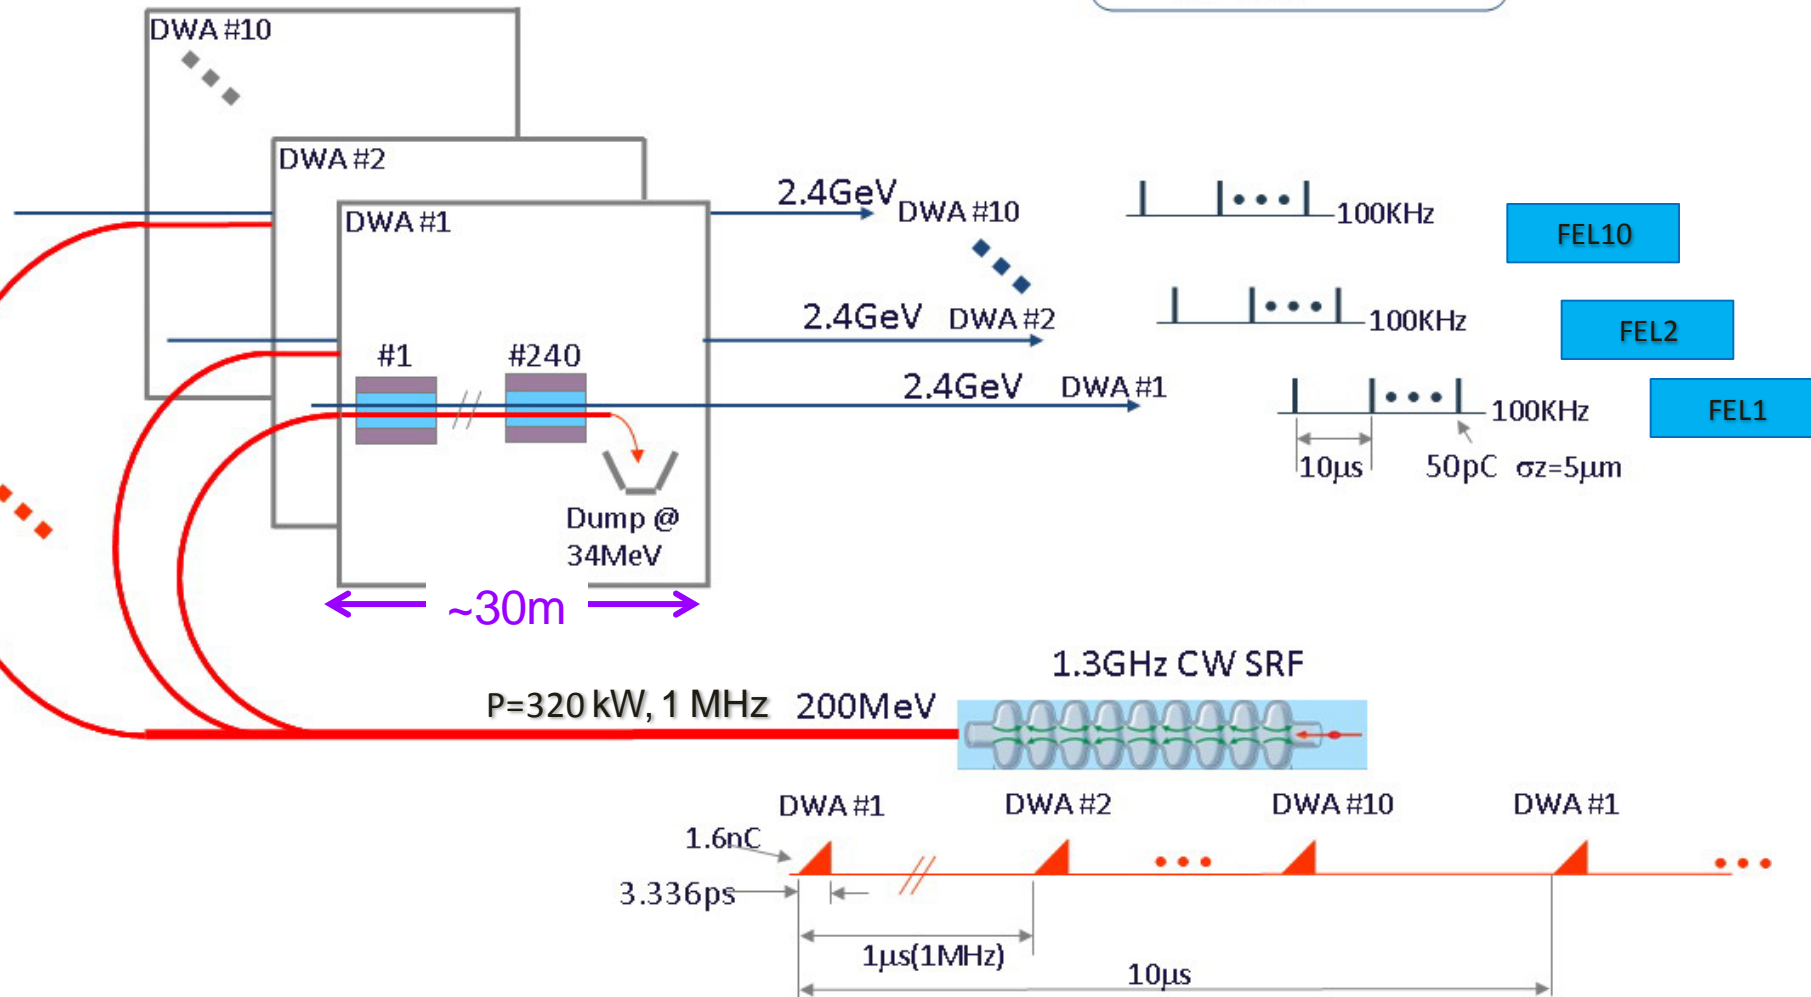 DWA #10
DWA #2
DWA #1
2.4GeV
DWA #10
100KHz
FEL10
2.4GeV
DWA #2
100KHz
FEL2
#1
#240
2.4GeV
DWA #1
100KHz
FEL1
10μs
50pC σz=5μm
Dump @
34MeV
~30m
1.3GHz CW SRF
P=320 kW, 1 MHz
200MeV
DWA #1
DWA #2
DWA #10
DWA #1
1.6nC
3.336ps
1μs(1MHz)
10μs